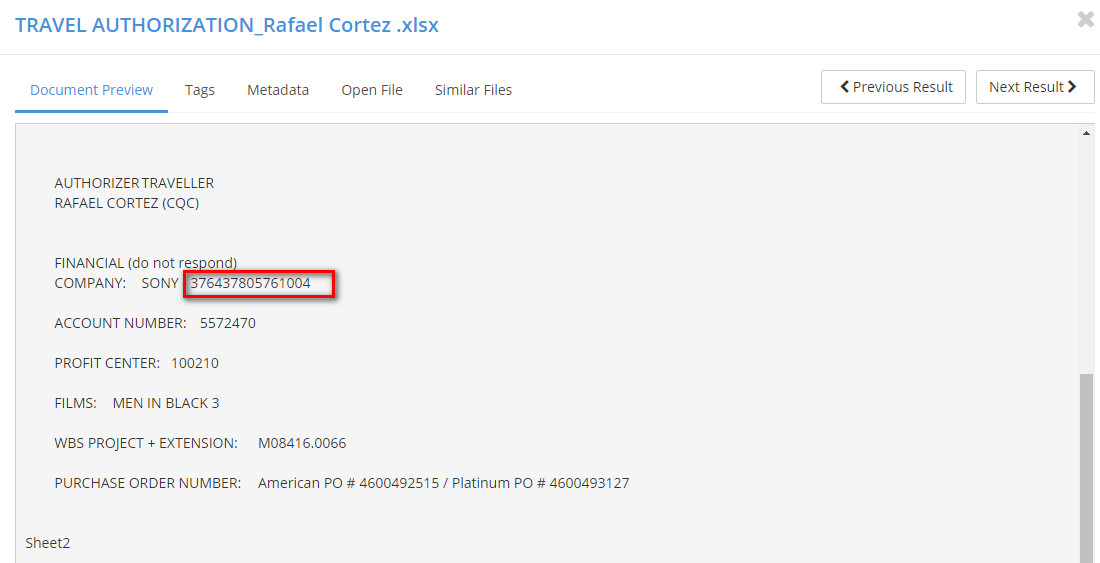 TRAVEL AUTHORIZATION_Rafael Cortez .xlsx
Document Preview Tags Metadata Open File Similar Files Previous Result Next Result
AUTHORIZER TRAVELLER
RAFAEL CORTEZ (CQC)
FINANCIAL (do not respond)
COMPANY: SONY 376437805761004
ACCOUNT NUMBER: 5572470
PROFIT CENTER: 100210
FILMS: MEN IN BLACK 3
WBS PROJECT + EXTENSION: M08416.0066
PURCHASE ORDER NUMBER: American PO # 4600492515 / Platinum PO # 4600493127
Sheet2